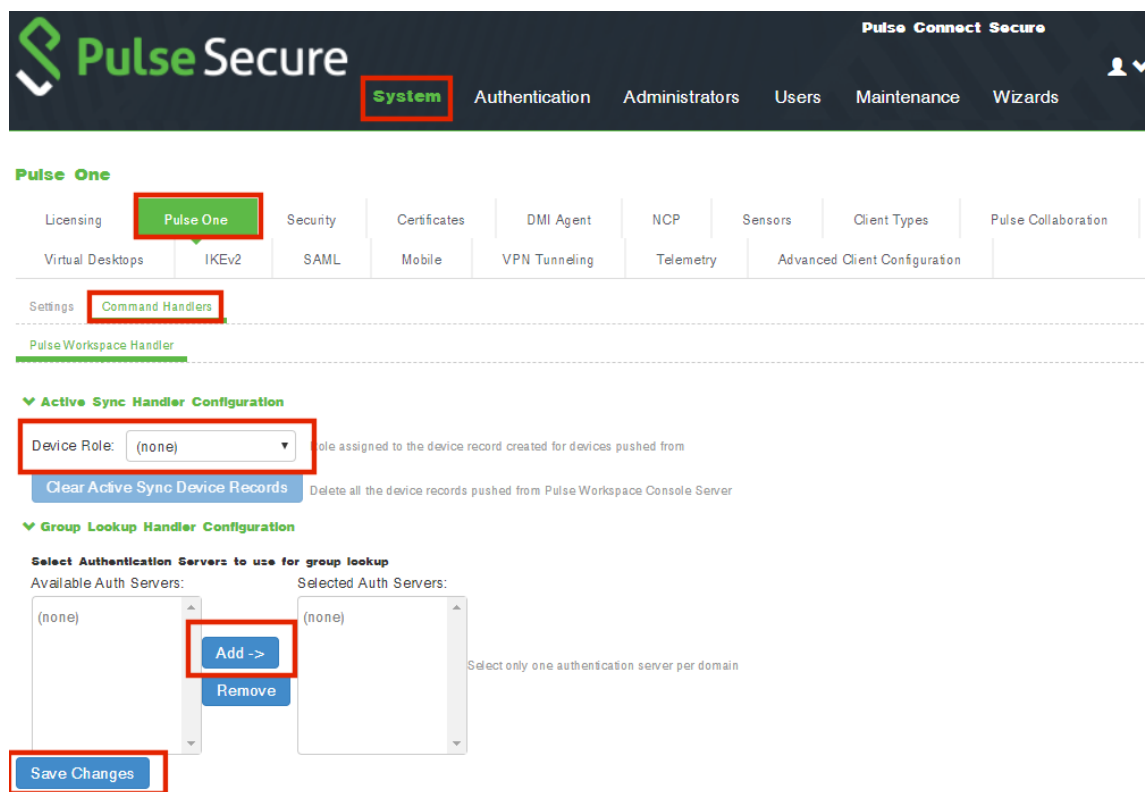 Pulse Connect Secure
Pulse Secure
System Authentication Administrators Users Maintenance Wizards
Pulse One
Licensing Pulse One Security Certificates DMI Agent NCP Sensors Client Types Pulse Collaboration
Virtual Desktops IKEv2 SAML Mobile VPN Tunneling Telemetry Advanced Client Configuration
Settings Command Handlers
Pulse Workspace Handler
Active Sync Handler Configuration
Device Role: (none) Role assigned to the device record created for devices pushed from
Clear Active Sync Device Records Delete all the device records pushed from Pulse Workspace Console Server
Group Lookup Handler Configuration
Select Authentication Servers to use for group lookup
Available Auth Servers: Selected Auth Servers:
(none) (none)
Add ->
Select only one authentication server per domain
Remove
Save Changes